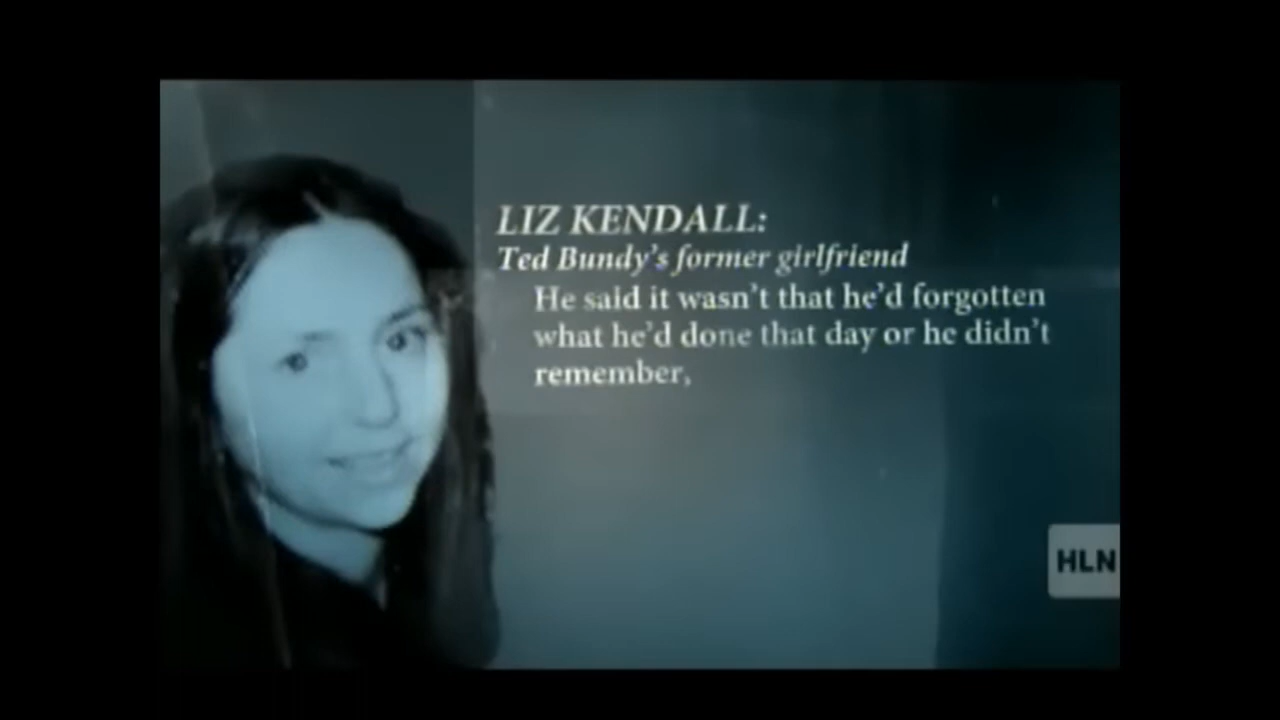 LIZ KENDALL:
Ted Bundy's former girlfriend
He said it wasn't that he'd forgotten
what he'd done that day or he didn't
remember,
HLN